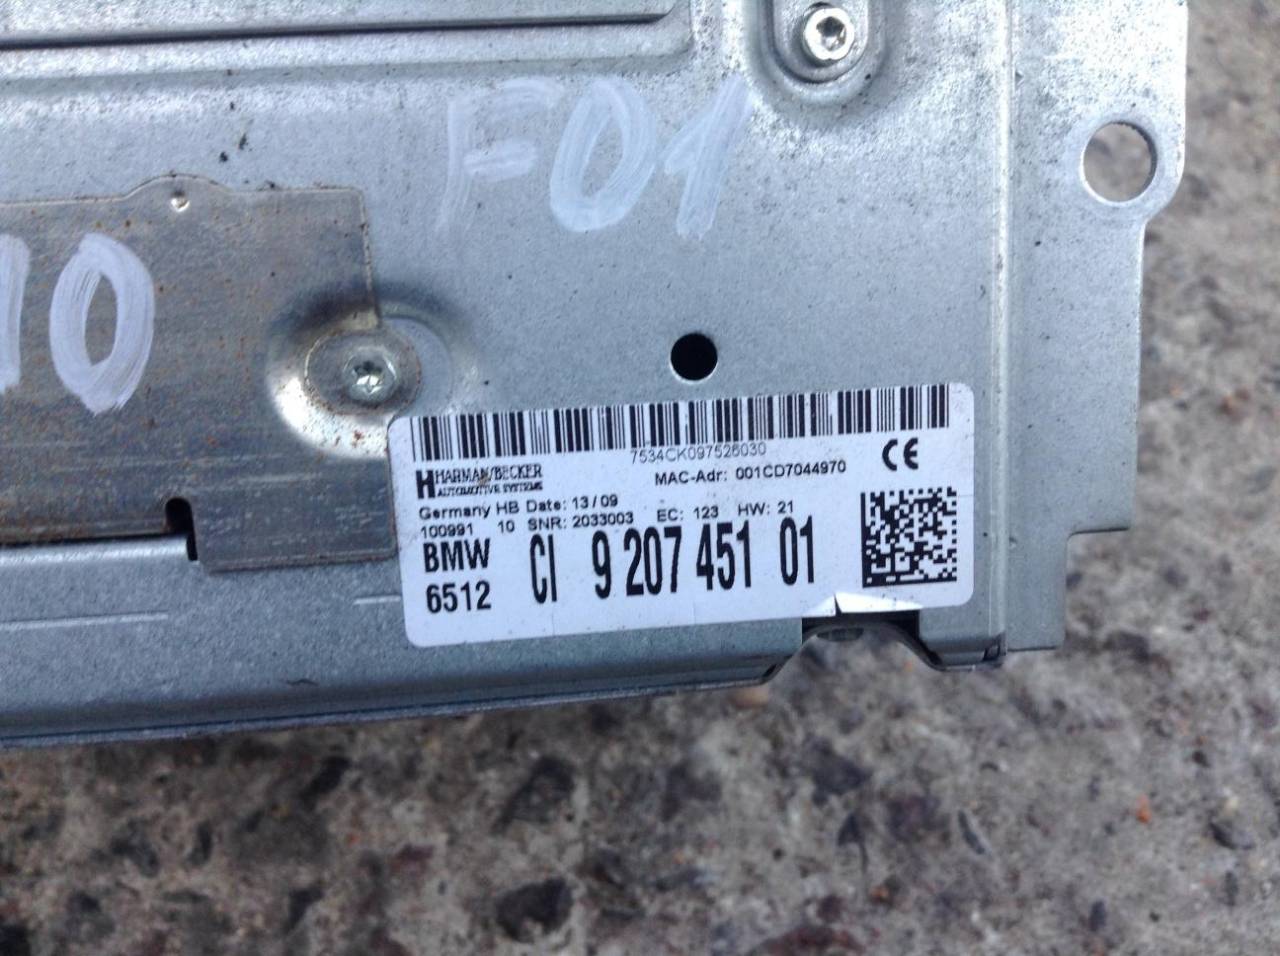 F01
10
7534CK097526030
HARMAN/BECKER
AUTOMOTIVE SYSTEMS
MAC-Adr: 001CD7044970
CE
Germany HB Date: 13/09
100991 10 SNR: 2033003 EC: 123 HW: 21
BMW CI 9 207 451 01
6512